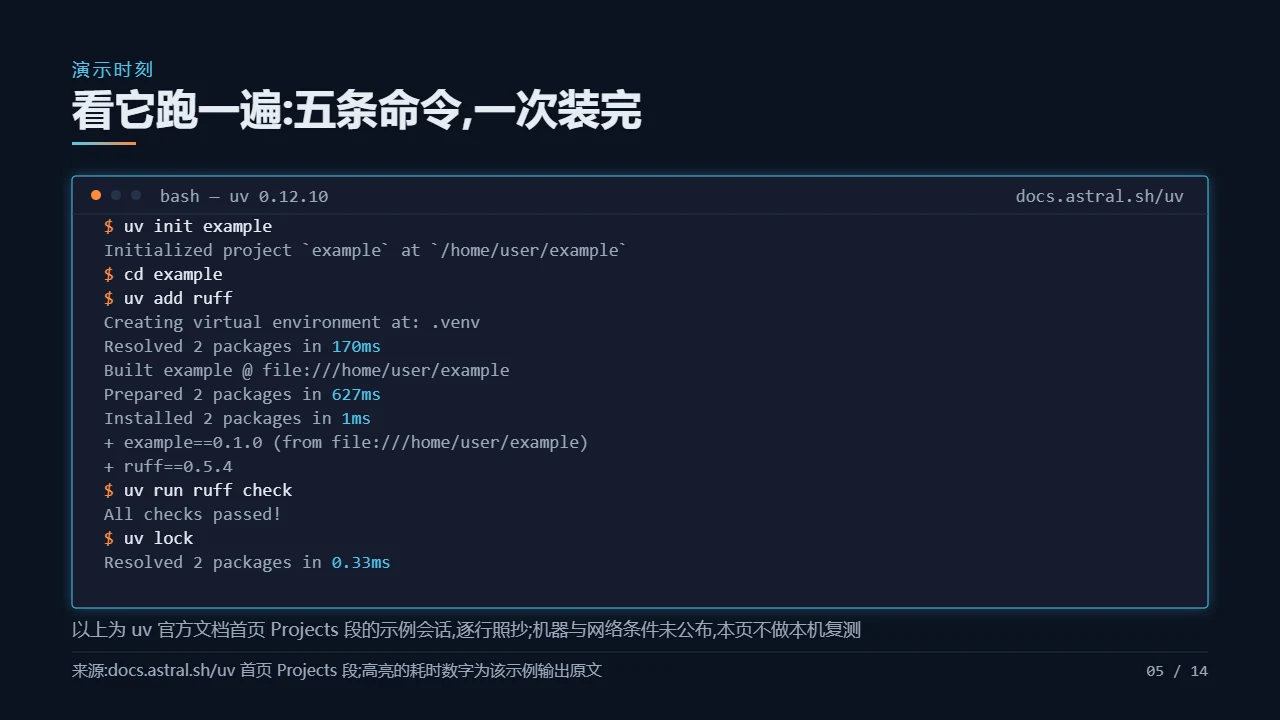 演示时刻
看它跑一遍:五条命令,一次装完
bash — uv 0.12.10
docs.astral.sh/uv
$ uv init example
Initialized project `example` at `/home/user/example`
$ cd example
$ uv add ruff
Creating virtual environment at: .venv
Resolved 2 packages in 170ms
Built example @ file:///home/user/example
Prepared 2 packages in 627ms
Installed 2 packages in 1ms
+ example==0.1.0 (from file:///home/user/example)
+ ruff==0.5.4
$ uv run ruff check
All checks passed!
$ uv lock
Resolved 2 packages in 0.33ms
以上为 uv 官方文档首页 Projects 段的示例会话,逐行照抄;机器与网络条件未公布,本页不做本机复测
来源:docs.astral.sh/uv 首页 Projects 段;高亮的耗时数字为该示例输出原文
05 / 14